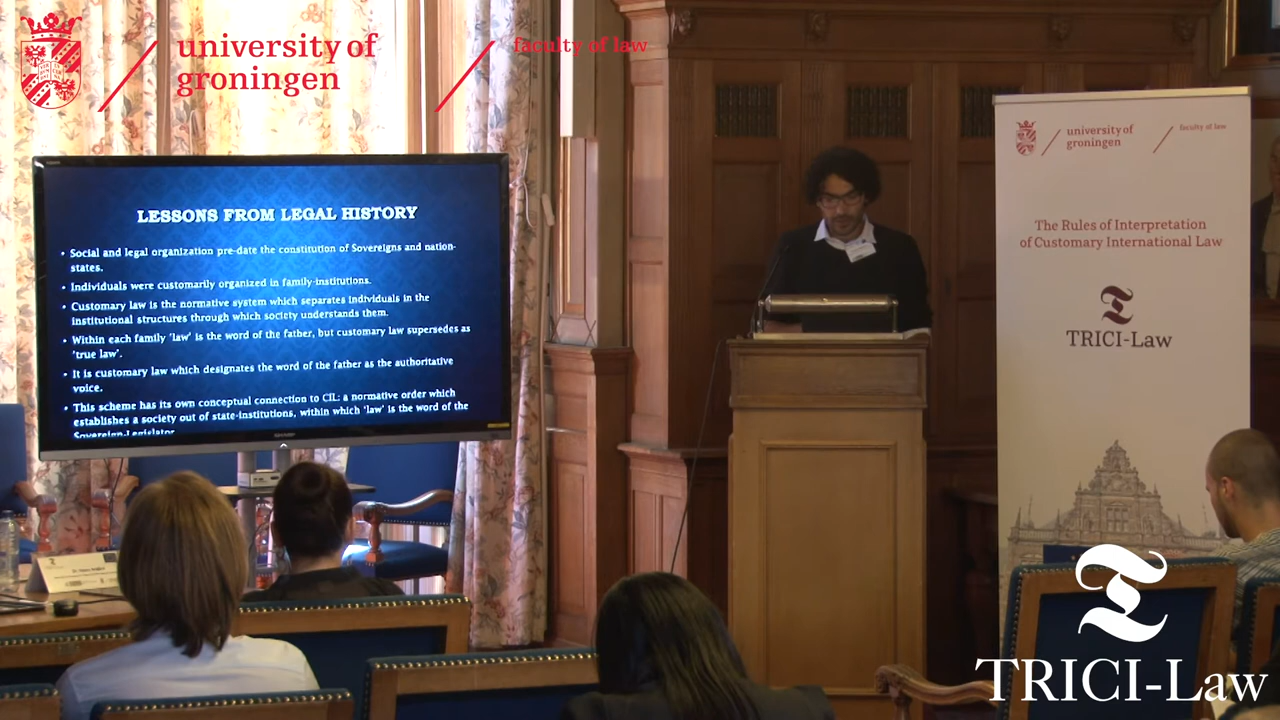 university of
groningen
faculty of law
LESSONS FROM LEGAL HISTORY
• Social and legal organization pre-date the constitution of Sovereigns and nation-
states.
• Individuals were customarily organized in family-institutions.
• Customary law is the normative system which separates individuals in the
institutional structures through which society understands them.
• Within each family 'law' is the word of the father, but customary law supersedes as
'true law'.
• It is customary law which designates the word of the father as the authoritative
voice.
• This scheme has its own conceptual connection to CIL: a normative order which
establishes a society out of state-institutions, within which 'law' is the word of the
Sovereign-Legislator
SHARP
university of
groningen
faculty of law
The Rules of Interpretation
of Customary International Law
TRICI-Law
TRICI-Law